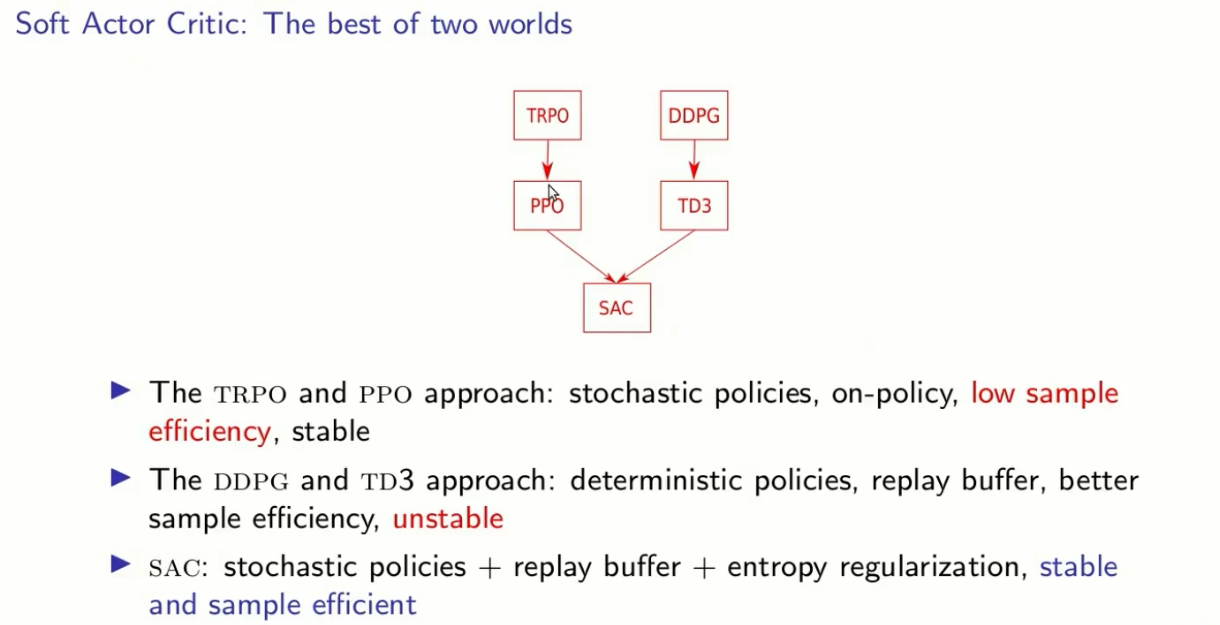 Soft Actor Critic: The best of two worlds
TRPO DDPG
PPO TD3
SAC
▶ The TRPO and PPO approach: stochastic policies, on-policy, low sample
efficiency, stable
▶ The DDPG and TD3 approach: deterministic policies, replay buffer, better
sample efficiency, unstable
▶ SAC: stochastic policies + replay buffer + entropy regularization, stable
and sample efficient